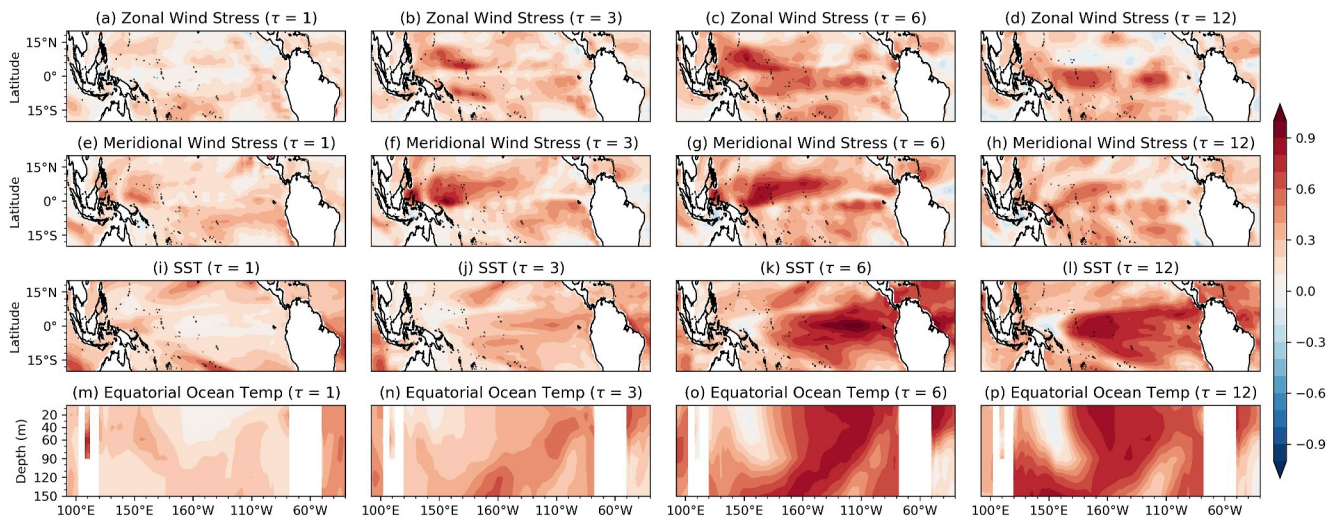 (a) Zonal Wind Stress (τ = 1)
(b) Zonal Wind Stress (τ = 3)
(c) Zonal Wind Stress (τ = 6)
(d) Zonal Wind Stress (τ = 12)
Latitude
15°N
0°
15°S
(e) Meridional Wind Stress (τ = 1)
(f) Meridional Wind Stress (τ = 3)
(g) Meridional Wind Stress (τ = 6)
(h) Meridional Wind Stress (τ = 12)
Latitude
15°N
0°
15°S
(i) SST (τ = 1)
(j) SST (τ = 3)
(k) SST (τ = 6)
(l) SST (τ = 12)
Latitude
15°N
0°
15°S
(m) Equatorial Ocean Temp (τ = 1)
(n) Equatorial Ocean Temp (τ = 3)
(o) Equatorial Ocean Temp (τ = 6)
(p) Equatorial Ocean Temp (τ = 12)
Depth (m)
20
40
60
90
120
150
100°E 150°E 160°W 110°W 60°W
100°E 150°E 160°W 110°W 60°W
100°E 150°E 160°W 110°W 60°W
100°E 150°E 160°W 110°W 60°W
0.9
0.6
0.3
0.0
−0.3
−0.6
−0.9